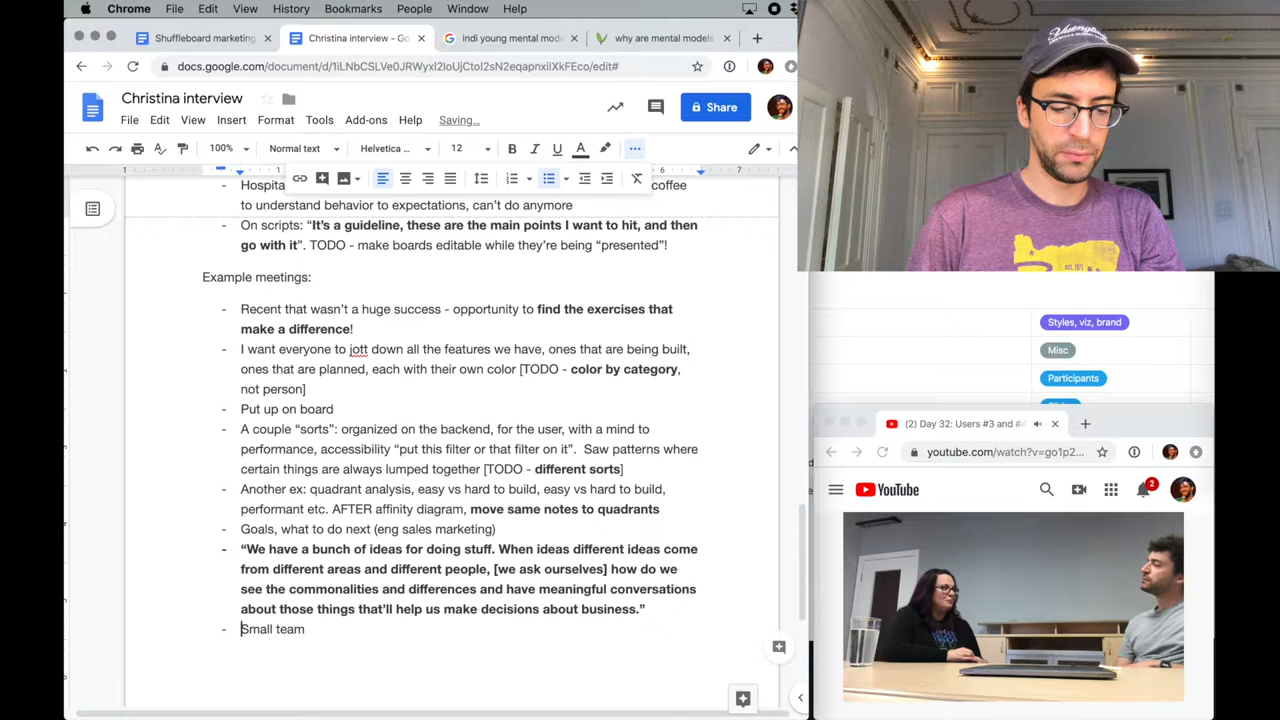 Chrome File Edit View History Bookmarks People Window Help
Shuffleboard marketing
Christina interview - Go
indi young mental mode
why are mental models
docs.google.com/document/d/1iLNbCSLVe0JRWyxI2IoUjCtoI2sN2eqapnxiIXkFEco/edit#
Christina interview
File Edit View Insert Format Tools Add-ons Help Saving...
Share
100% Normal text Helvetica ... 12 B I U A
1 1 6 7
Hospita coffee
to understand behavior to expectations, can’t do anymore
- On scripts: “It’s a guideline, these are the main points I want to hit, and then
go with it”. TODO - make boards editable while they’re being “presented”!
Example meetings:
- Recent that wasn’t a huge success - opportunity to find the exercises that
make a difference!
- I want everyone to jott down all the features we have, ones that are being built,
ones that are planned, each with their own color [TODO - color by category,
not person]
- Put up on board
- A couple “sorts”: organized on the backend, for the user, with a mind to
performance, accessibility “put this filter or that filter on it”. Saw patterns where
certain things are always lumped together [TODO - different sorts]
- Another ex: quadrant analysis, easy vs hard to build, easy vs hard to build,
performant etc. AFTER affinity diagram, move same notes to quadrants
- Goals, what to do next (eng sales marketing)
- “We have a bunch of ideas for doing stuff. When ideas different ideas come
from different areas and different people, [we ask ourselves] how do we
see the commonalities and differences and have meaningful conversations
about those things that’ll help us make decisions about business.”
- Small team
Styles, viz, brand
Misc
Participants
(2) Day 32: Users #3 and #4
youtube.com/watch?v=go1p2...
YouTube
2